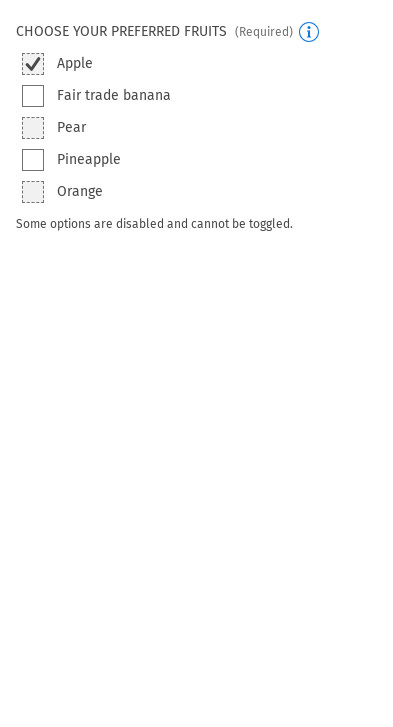 CHOOSE YOUR PREFERRED FRUITS (Required)
Apple
Fair trade banana
Pear
Pineapple
Orange
Some options are disabled and cannot be toggled.